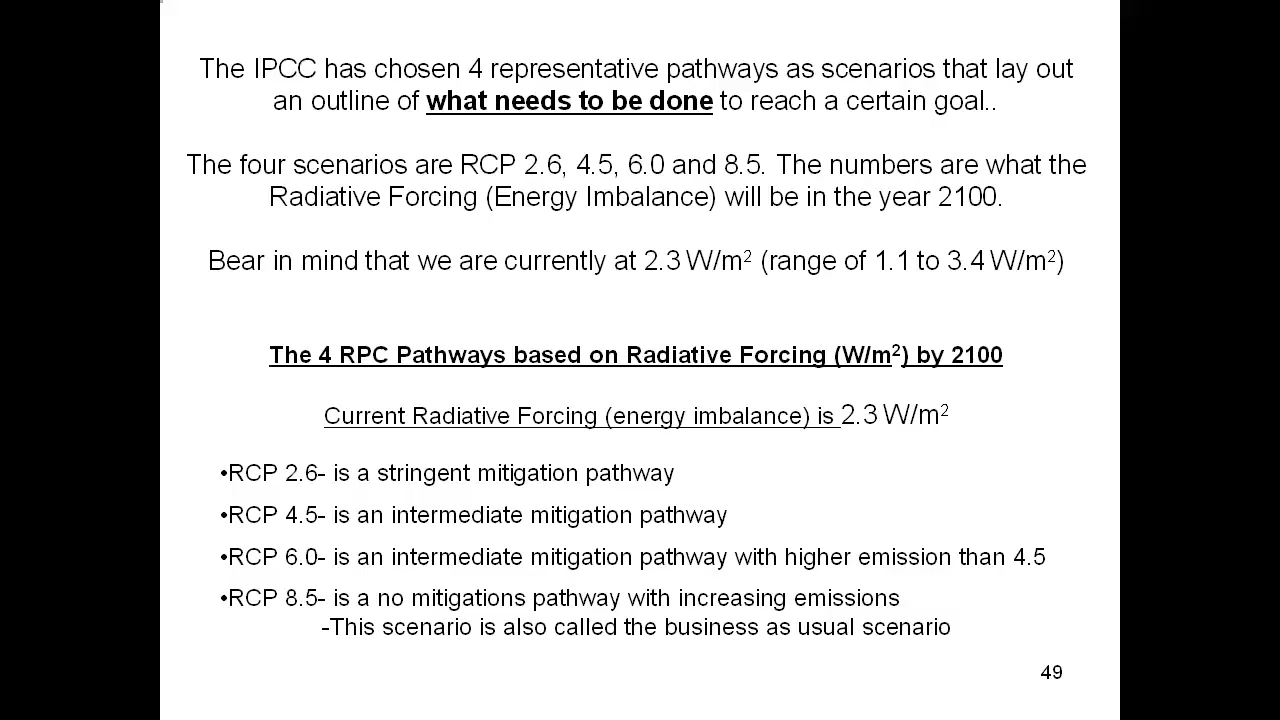 The IPCC has chosen 4 representative pathways as scenarios that lay out
an outline of what needs to be done to reach a certain goal..
The four scenarios are RCP 2.6, 4.5, 6.0 and 8.5. The numbers are what the
Radiative Forcing (Energy Imbalance) will be in the year 2100.
Bear in mind that we are currently at 2.3 W/m² (range of 1.1 to 3.4 W/m²)
The 4 RPC Pathways based on Radiative Forcing (W/m²) by 2100
Current Radiative Forcing (energy imbalance) is 2.3 W/m²
•RCP 2.6- is a stringent mitigation pathway
•RCP 4.5- is an intermediate mitigation pathway
•RCP 6.0- is an intermediate mitigation pathway with higher emission than 4.5
•RCP 8.5- is a no mitigations pathway with increasing emissions
-This scenario is also called the business as usual scenario
49